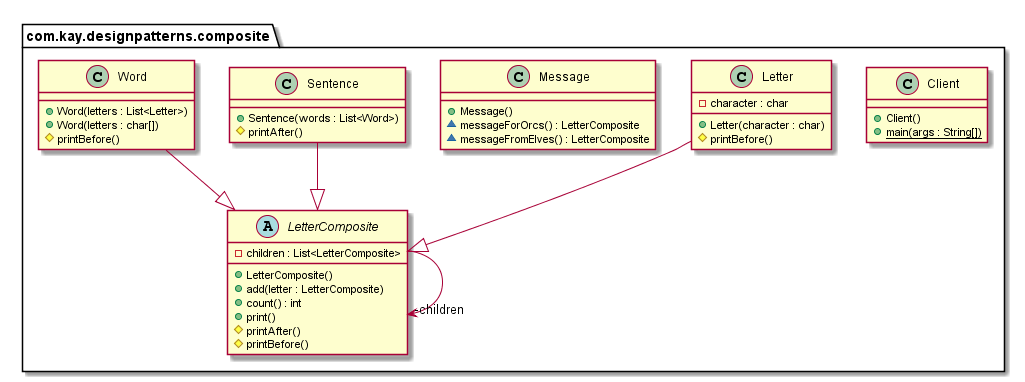 com.kay.designpatterns.composite
C Word
Word(letters : List<Letter>)
Word(letters : char[])
printBefore()
C Sentence
Sentence(words : List<Word>)
printAfter()
C Message
Message()
messageForOrcs() : LetterComposite
messageFromElves() : LetterComposite
C Letter
character : char
Letter(character : char)
printBefore()
C Client
Client()
main(args : String[])
A LetterComposite
children : List<LetterComposite>
LetterComposite()
add(letter : LetterComposite)
count() : int
print()
printAfter()
printBefore()
-children